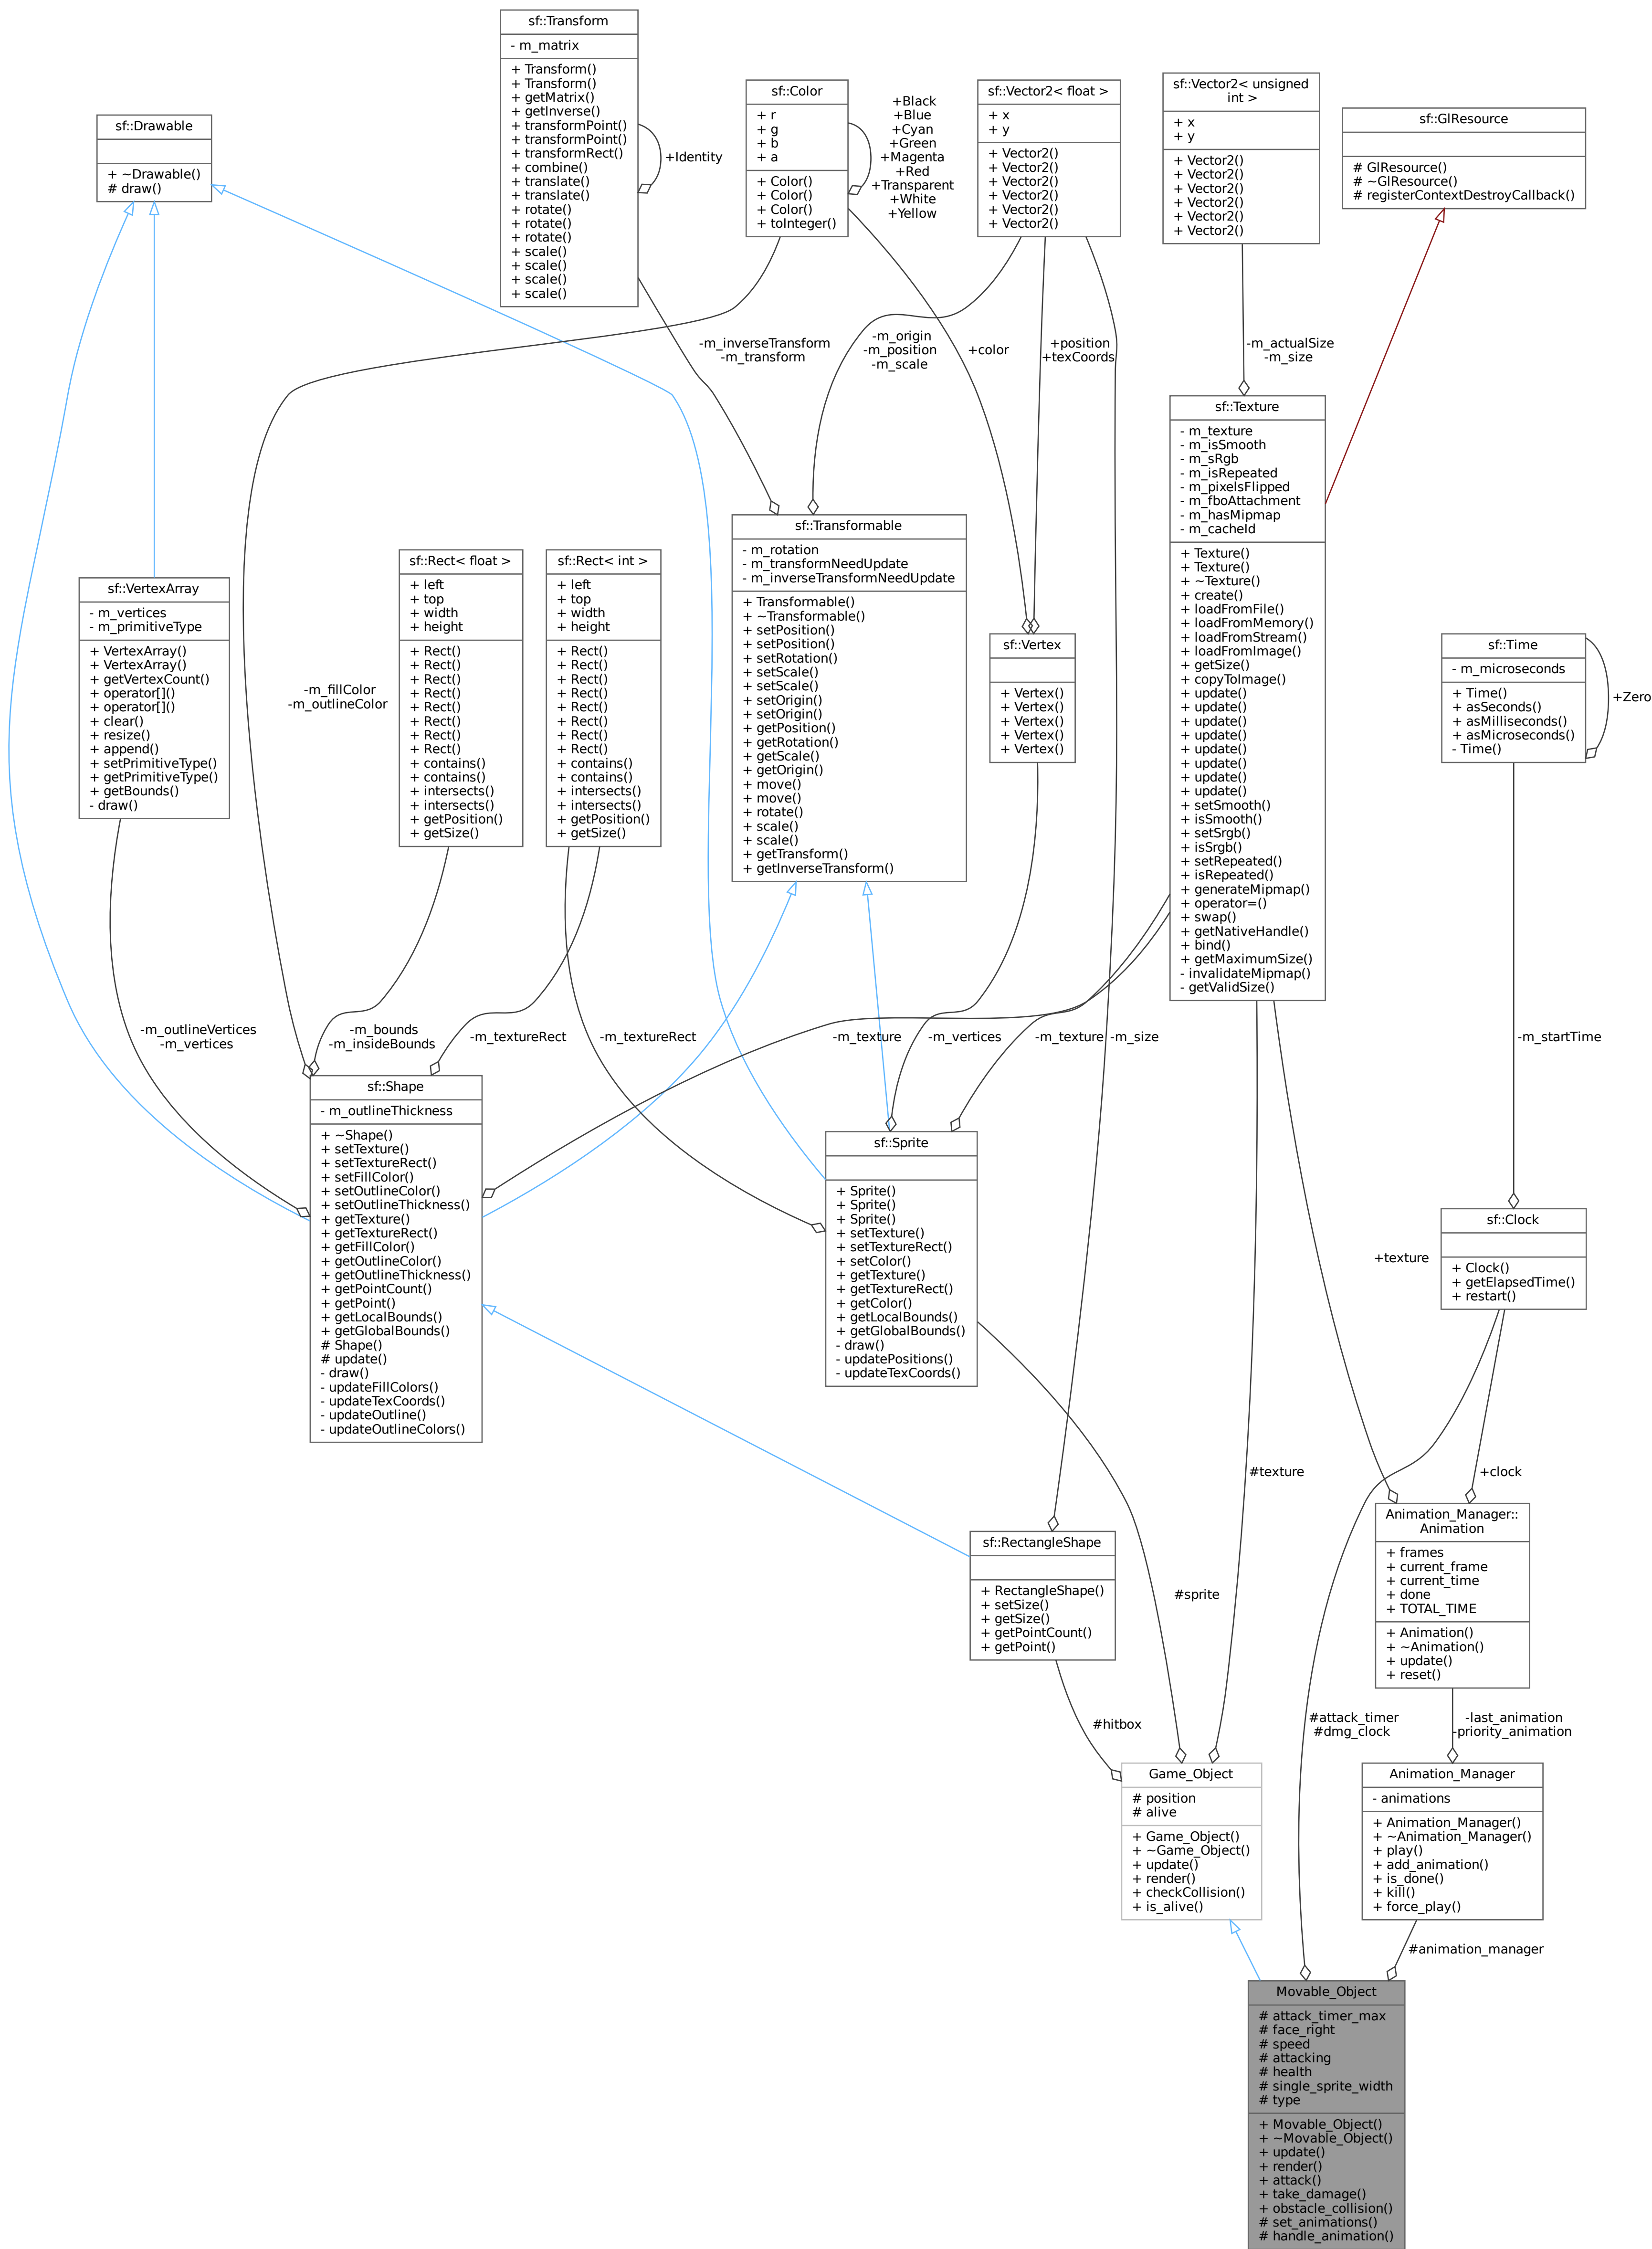 sf::Transform
- m_matrix
+ Transform()
+ Transform()
+ getMatrix()
+ getInverse()
+ transformPoint()
+ transformPoint()
+ transformRect()
+ combine()
+ translate()
+ translate()
+ rotate()
+ rotate()
+ rotate()
+ scale()
+ scale()
+ scale()
+ scale()
+Identity
sf::Color
+ r
+ g
+ b
+ a
+ Color()
+ Color()
+ Color()
+ toInteger()
+Black
+Blue
+Cyan
+Green
+Magenta
+Red
+Transparent
+White
+Yellow
sf::Vector2< float >
+ x
+ y
+ Vector2()
+ Vector2()
+ Vector2()
+ Vector2()
+ Vector2()
+ Vector2()
sf::Vector2< unsigned
int >
+ x
+ y
+ Vector2()
+ Vector2()
+ Vector2()
+ Vector2()
+ Vector2()
+ Vector2()
sf::GlResource
# GlResource()
# ~GlResource()
# registerContextDestroyCallback()
sf::Drawable
+ ~Drawable()
# draw()
-m_inverseTransform
-m_transform
-m_origin
-m_position
-m_scale
+color
+position
+texCoords
-m_actualSize
-m_size
sf::Texture
- m_texture
- m_isSmooth
- m_sRgb
- m_isRepeated
- m_pixelsFlipped
- m_fboAttachment
- m_hasMipmap
- m_cacheId
+ Texture()
+ Texture()
+ ~Texture()
+ create()
+ loadFromFile()
+ loadFromMemory()
+ loadFromStream()
+ loadFromImage()
+ getSize()
+ copyToImage()
+ update()
+ update()
+ update()
+ update()
+ update()
+ update()
+ update()
+ update()
+ setSmooth()
+ isSmooth()
+ setSrgb()
+ isSrgb()
+ setRepeated()
+ isRepeated()
+ generateMipmap()
+ operator=()
+ swap()
+ getNativeHandle()
+ bind()
+ getMaximumSize()
- invalidateMipmap()
- getValidSize()
sf::VertexArray
- m_vertices
- m_primitiveType
+ VertexArray()
+ VertexArray()
+ getVertexCount()
+ operator[]()
+ operator[]()
+ clear()
+ resize()
+ append()
+ setPrimitiveType()
+ getPrimitiveType()
+ getBounds()
- draw()
-m_fillColor
-m_outlineColor
sf::Rect< float >
+ left
+ top
+ width
+ height
+ Rect()
+ Rect()
+ Rect()
+ Rect()
+ Rect()
+ Rect()
+ Rect()
+ Rect()
+ contains()
+ contains()
+ intersects()
+ intersects()
+ getPosition()
+ getSize()
sf::Rect< int >
+ left
+ top
+ width
+ height
+ Rect()
+ Rect()
+ Rect()
+ Rect()
+ Rect()
+ Rect()
+ Rect()
+ Rect()
+ contains()
+ contains()
+ intersects()
+ intersects()
+ getPosition()
+ getSize()
sf::Transformable
- m_rotation
- m_transformNeedUpdate
- m_inverseTransformNeedUpdate
+ Transformable()
+ ~Transformable()
+ setPosition()
+ setPosition()
+ setRotation()
+ setScale()
+ setScale()
+ setOrigin()
+ setOrigin()
+ getPosition()
+ getRotation()
+ getScale()
+ getOrigin()
+ move()
+ move()
+ rotate()
+ scale()
+ scale()
+ getTransform()
+ getInverseTransform()
sf::Vertex
+ Vertex()
+ Vertex()
+ Vertex()
+ Vertex()
+ Vertex()
sf::Time
- m_microseconds
+ Time()
+ asSeconds()
+ asMilliseconds()
+ asMicroseconds()
- Time()
+Zero
-m_outlineVertices
-m_vertices
-m_bounds
-m_insideBounds
-m_textureRect
-m_textureRect
-m_texture
-m_vertices
-m_texture
-m_size
-m_startTime
sf::Shape
- m_outlineThickness
+ ~Shape()
+ setTexture()
+ setTextureRect()
+ setFillColor()
+ setOutlineColor()
+ setOutlineThickness()
+ getTexture()
+ getTextureRect()
+ getFillColor()
+ getOutlineColor()
+ getOutlineThickness()
+ getPointCount()
+ getPoint()
+ getLocalBounds()
+ getGlobalBounds()
# Shape()
# update()
- draw()
- updateFillColors()
- updateTexCoords()
- updateOutline()
- updateOutlineColors()
sf::Sprite
+ Sprite()
+ Sprite()
+ Sprite()
+ setTexture()
+ setTextureRect()
+ setColor()
+ getTexture()
+ getTextureRect()
+ getColor()
+ getLocalBounds()
+ getGlobalBounds()
- draw()
- updatePositions()
- updateTexCoords()
sf::Clock
+ Clock()
+ getElapsedTime()
+ restart()
+texture
#texture
+clock
sf::RectangleShape
+ RectangleShape()
+ setSize()
+ getSize()
+ getPointCount()
+ getPoint()
#sprite
Animation_Manager::
Animation
+ frames
+ current_frame
+ current_time
+ done
+ TOTAL_TIME
+ Animation()
+ ~Animation()
+ update()
+ reset()
#hitbox
#attack_timer
#dmg_clock
-last_animation
-priority_animation
Game_Object
# position
# alive
+ Game_Object()
+ ~Game_Object()
+ update()
+ render()
+ checkCollision()
+ is_alive()
Animation_Manager
- animations
+ Animation_Manager()
+ ~Animation_Manager()
+ play()
+ add_animation()
+ is_done()
+ kill()
+ force_play()
#animation_manager
Movable_Object
# attack_timer_max
# face_right
# speed
# attacking
# health
# single_sprite_width
# type
+ Movable_Object()
+ ~Movable_Object()
+ update()
+ render()
+ attack()
+ take_damage()
+ obstacle_collision()
# set_animations()
# handle_animation()